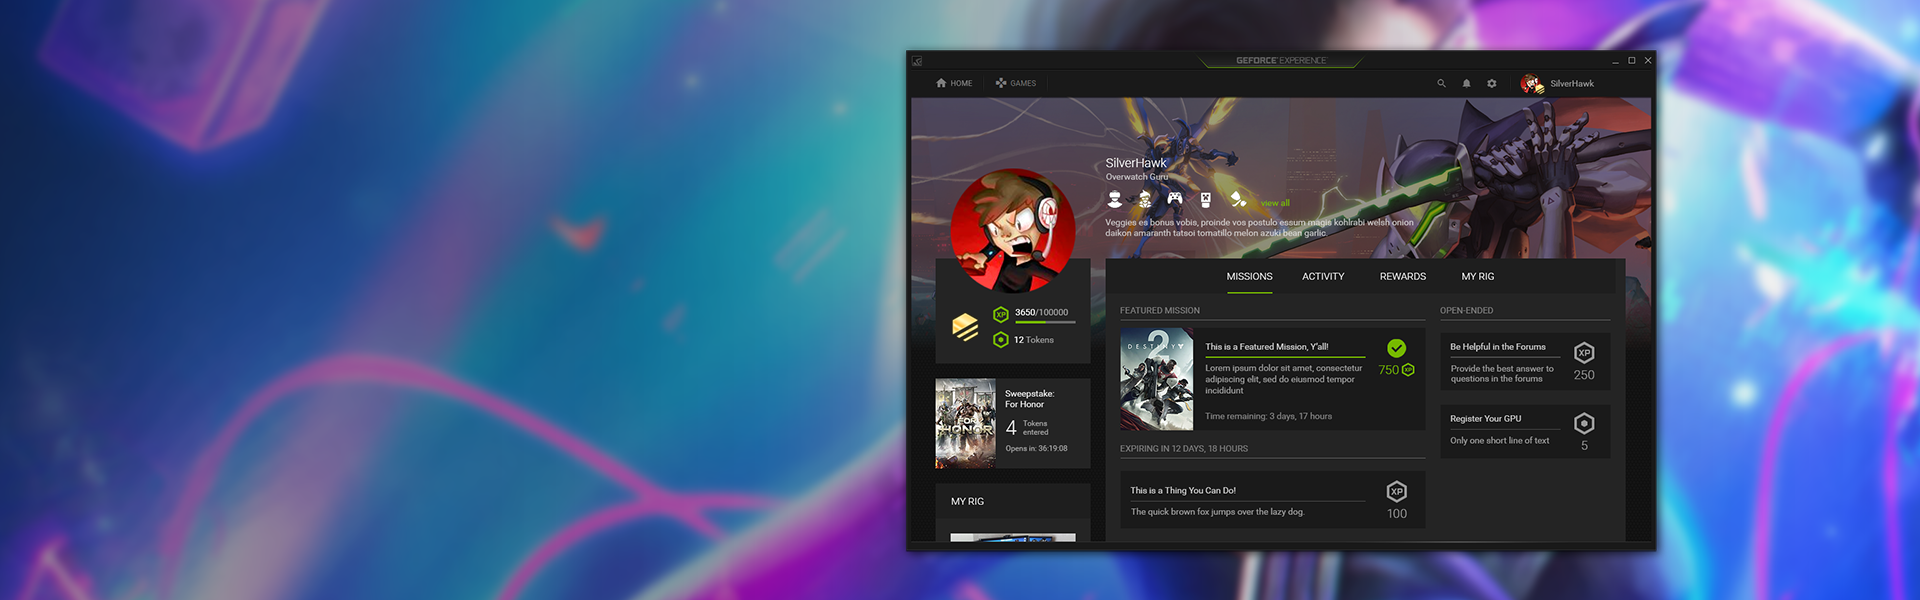 GEFORCE EXPERIENCE
HOME
GAMES
SilverHawk
SilverHawk
Overwatch Guru
view all
Veggies es bonus vobis, proinde vos postulo essum magis kohlrabi welsh onion
daikon amaranth tatsoi tomatillo melon azuki bean garlic.
XP
3650/100000
12 Tokens
Sweepstake:
For Honor
4 Tokens
entered
Opens in: 36:19:08
FOR
HONOR
MY RIG
MISSIONS
ACTIVITY
REWARDS
MY RIG
FEATURED MISSION
DESTINY
2
This is a Featured Mission, Y'all!
Lorem ipsum dolor sit amet, consectetur
adipiscing elit, sed do eiusmod tempor
incididunt
Time remaining: 3 days, 17 hours
750 XP
EXPIRING IN 12 DAYS, 18 HOURS
This is a Thing You Can Do!
The quick brown fox jumps over the lazy dog.
XP
100
OPEN-ENDED
Be Helpful in the Forums
Provide the best answer to
questions in the forums
XP
250
Register Your GPU
Only one short line of text
5